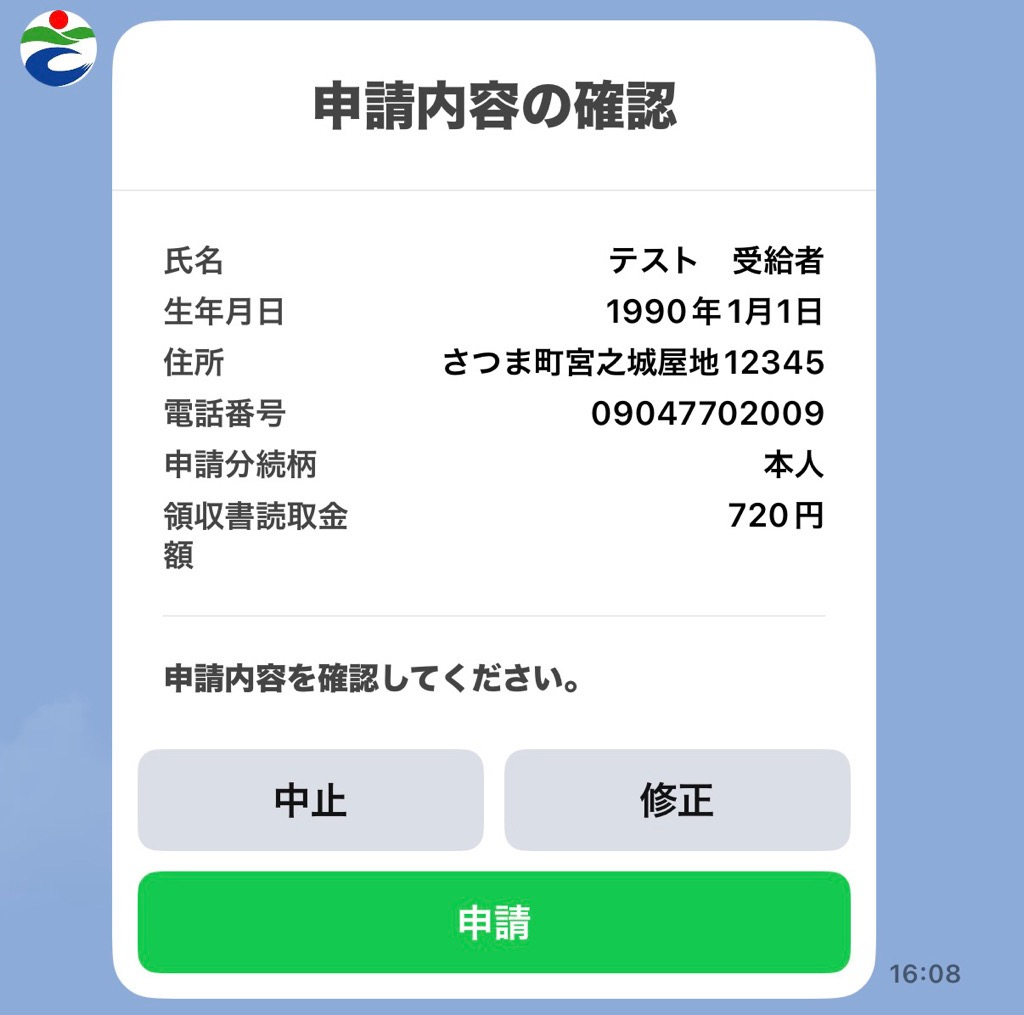 申請内容の確認
氏名 テスト　受給者
生年月日 1990年1月1日
住所 さつま町宮之城屋地12345
電話番号 09047702009
申請分続柄 本人
領収書読取金 720円
額
申請内容を確認してください。
中止 修正
申請
16:08